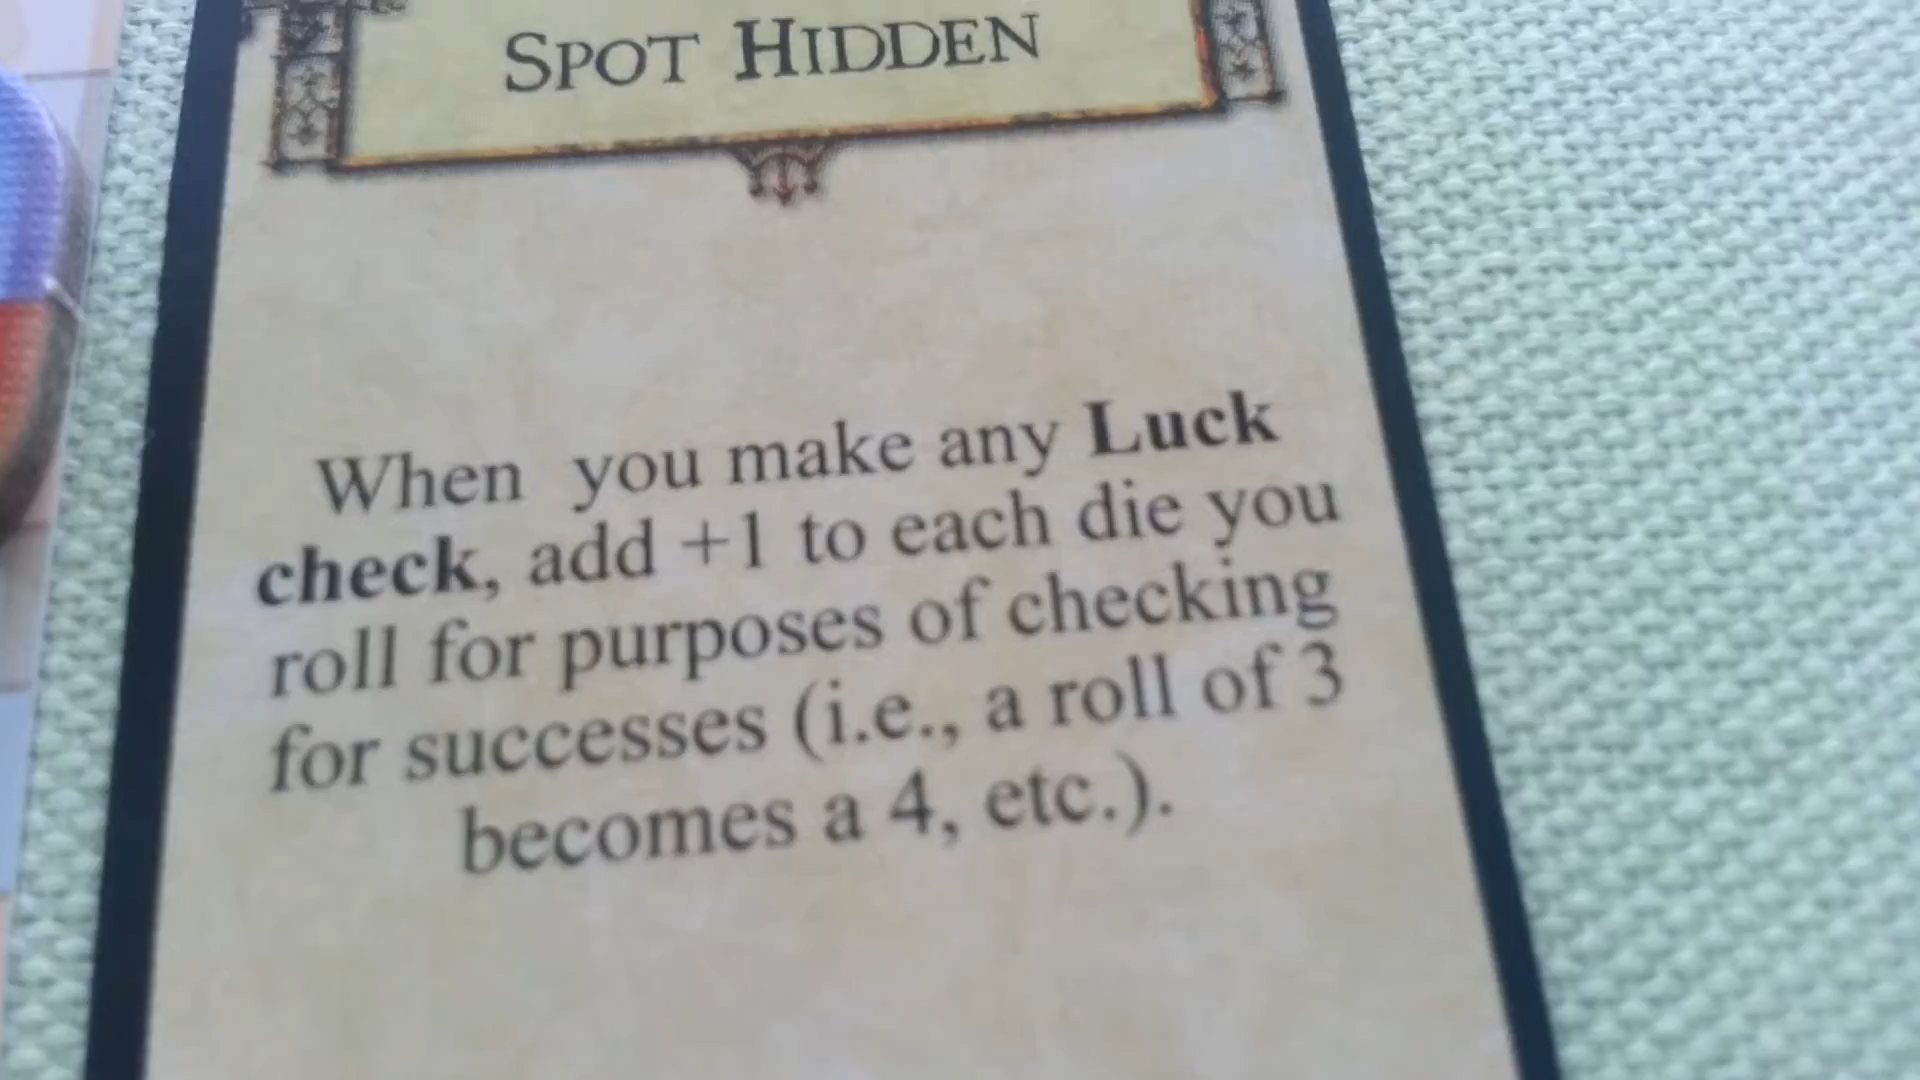 SPOT HIDDEN
When you make any Luck
check, add +1 to each die you
roll for purposes of checking
for successes (i.e., a roll of 3
becomes a 4, etc.).